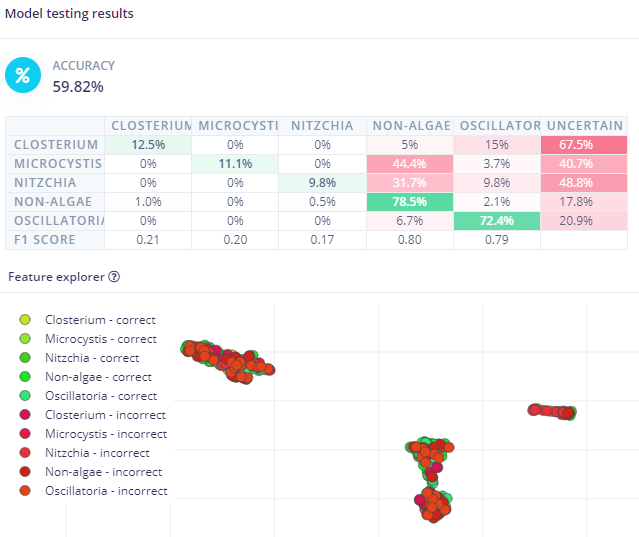 Model testing results
%
ACCURACY
59.82%
CLOSTERIUM MICROCYSTI NITZCHIA NON-ALGAE OSCILLATOR UNCERTAIN
CLOSTERIUM 12.5% 0% 0% 5% 15% 67.5%
MICROCYSTIS 0% 11.1% 0% 44.4% 3.7% 40.7%
NITZCHIA 0% 0% 9.8% 31.7% 9.8% 48.8%
NON-ALGAE 1.0% 0% 0.5% 78.5% 2.1% 17.8%
OSCILLATORIA 0% 0% 0% 6.7% 72.4% 20.9%
F1 SCORE 0.21 0.20 0.17 0.80 0.79
Feature explorer ?
Closterium - correct
Microcystis - correct
Nitzchia - correct
Non-algae - correct
Oscillatoria - correct
Closterium - incorrect
Microcystis - incorrect
Nitzchia - incorrect
Non-algae - incorrect
Oscillatoria - incorrect